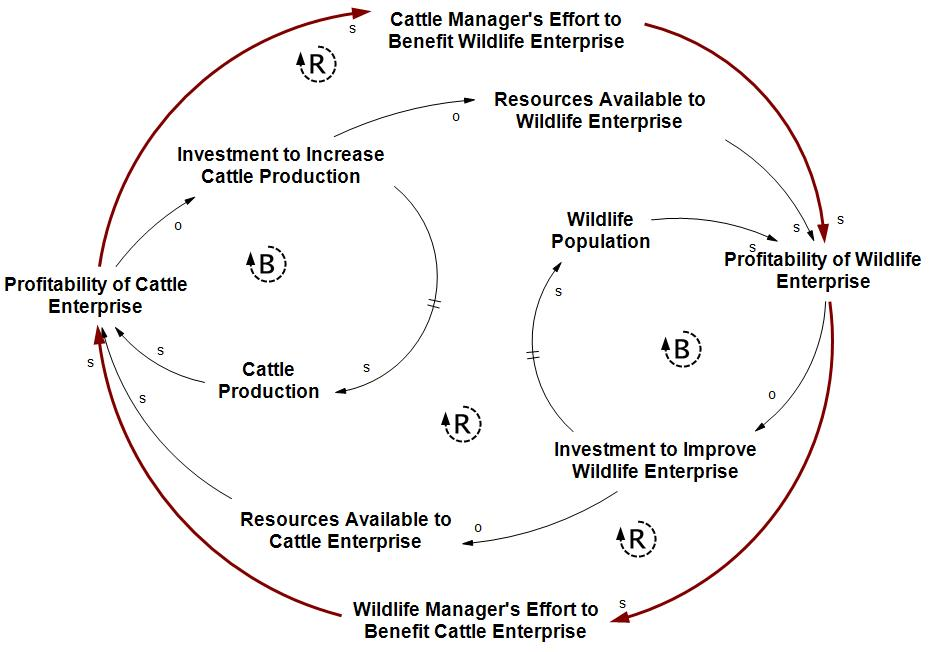 Cattle Manager's Effort to
Benefit Wildlife Enterprise
s
R
Resources Available to
Wildlife Enterprise
o
Investment to Increase
Cattle Production
o
Wildlife
Population
s
s
s
Profitability of Wildlife
Enterprise
B
Profitability of Cattle
Enterprise
s
B
s
s
s
Cattle
Production
s
o
R
Investment to Improve
Wildlife Enterprise
Resources Available to
Cattle Enterprise
o
R
s
Wildlife Manager's Effort to
Benefit Cattle Enterprise